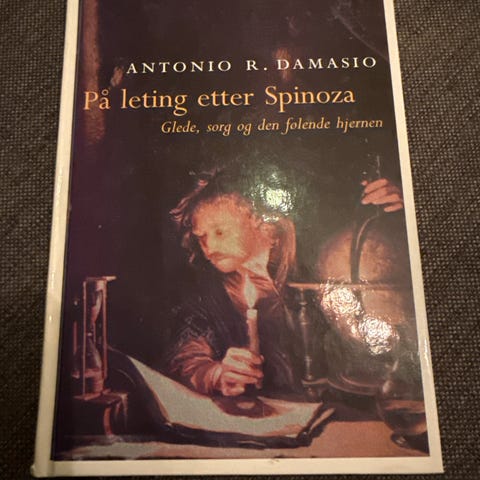 ANTONIO R. DAMASIO
På leting etter Spinoza
Glede, sorg og den følende hjernen